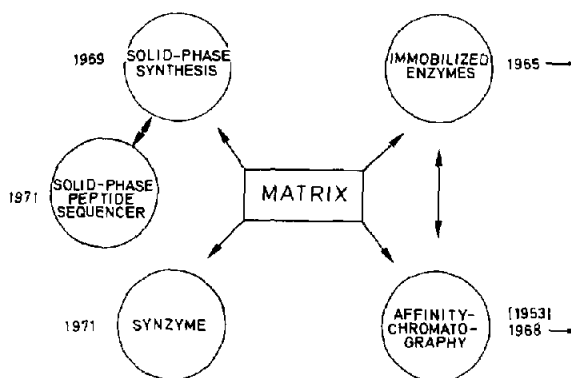 1969
SOLID-PHASE
SYNTHESIS
IMMOBILIZED
ENZYMES
1965
1971
SOLID-PHASE
PEPTIDE
SEQUENCER
MATRIX
1971
SYNZYME
AFFINITY-
CHROMATO-
GRAPHY
[1953]
1968